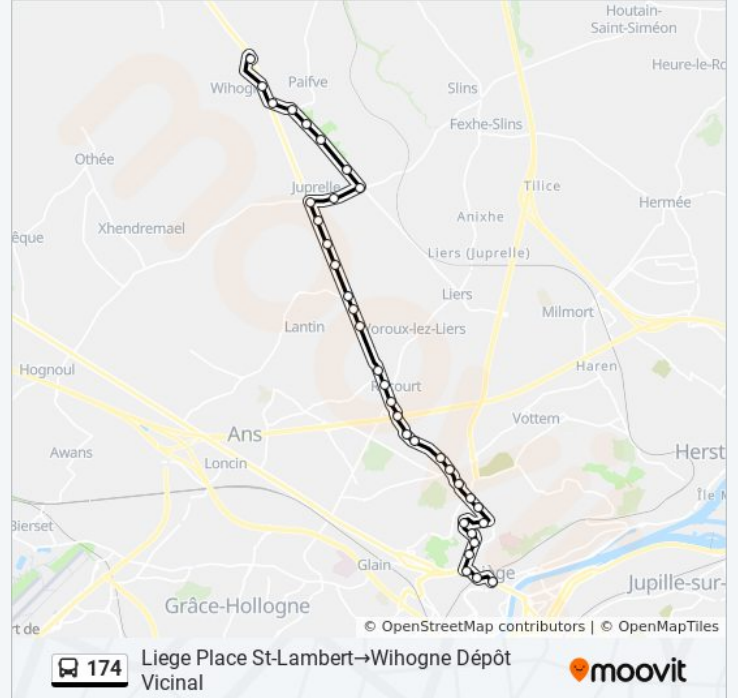 Houtain-
Saint-Siméon
Heure-le-Ro
Paifve
Slins
Fexhe-Slins
Othée
Juprelle
Tilice
Hermée
Anixhe
Xhendremael
êque
Liers (Juprelle)
Liers
Milmort
Lantin
Voroux-lez-Liers
Hognoul
Haren
Vottem
Ans
Awans
Loncin
Herst
Île M
Bierset
Glain
Jupille-sur-
Grâce-Hollogne
rt de
© OpenStreetMap contributors | © OpenMapTiles
174
Liege Place St-Lambert→Wihogne Dépôt
Vicinal
moovit